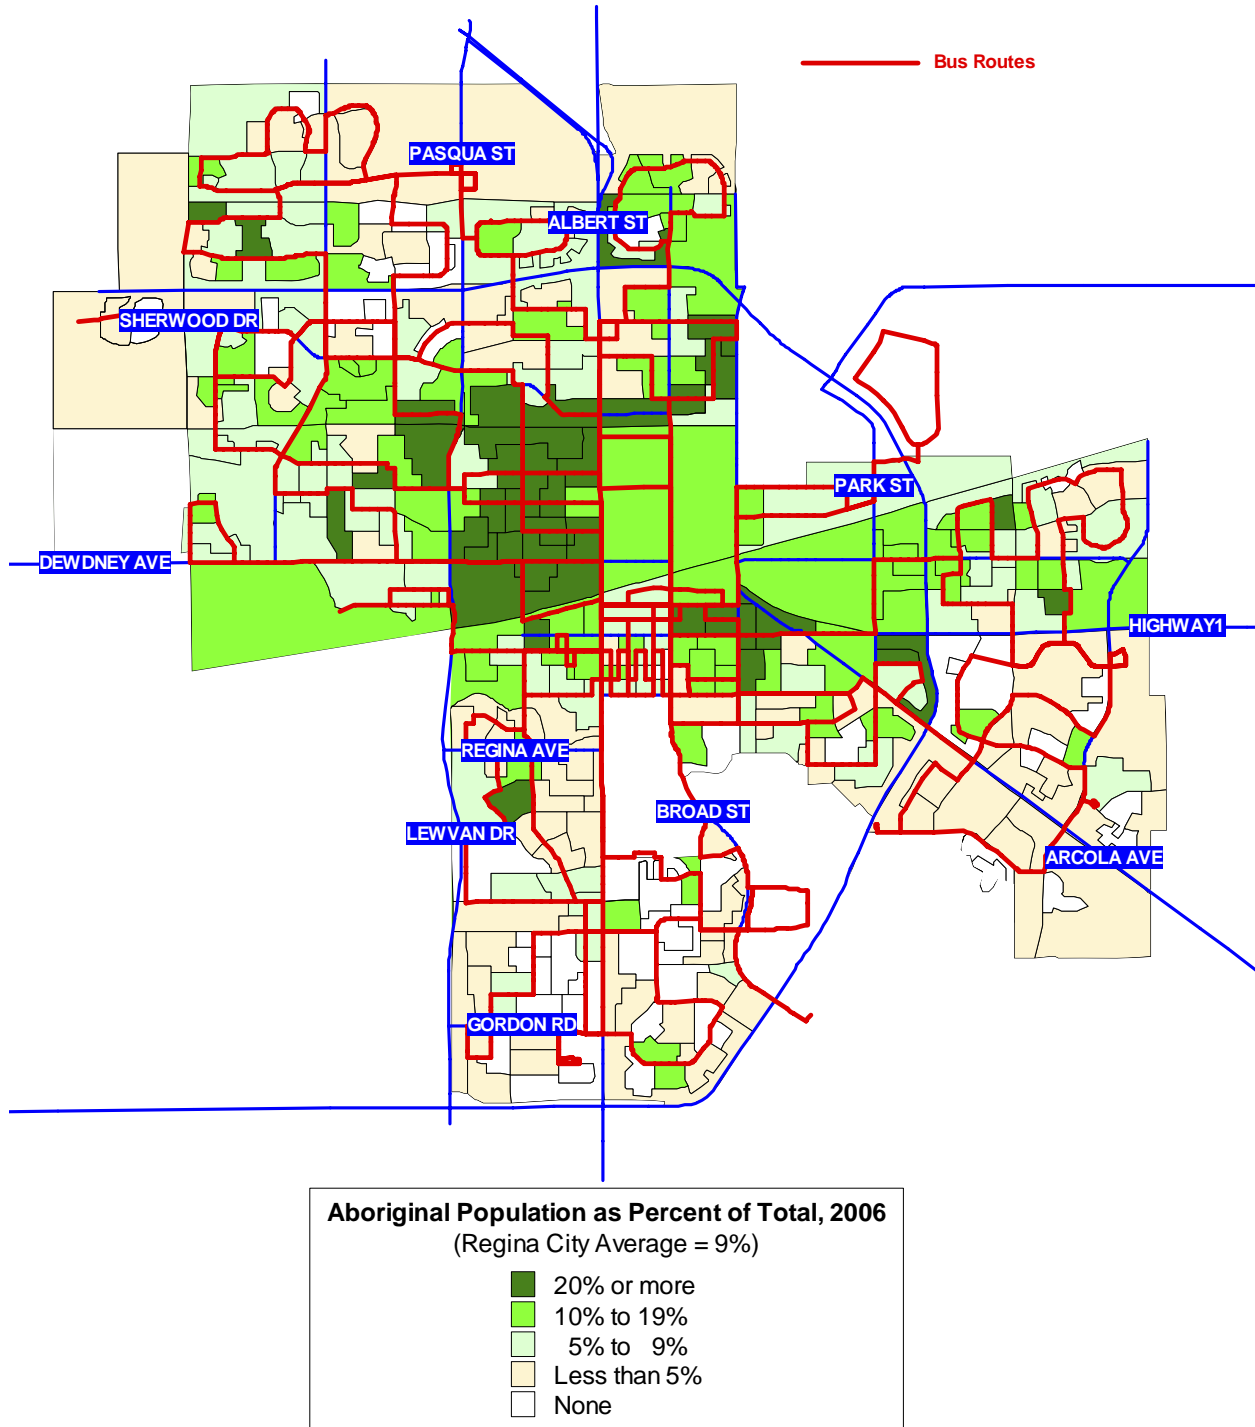 Bus Routes
PASQUA ST
ALBERT ST
SHERWOOD DR
PARK ST
DEWDNEY AVE
HIGHWAY1
REGINA AVE
BROAD ST
LEWVAN DR
ARCOLA AVE
GORDON RD
Aboriginal Population as Percent of Total, 2006
(Regina City Average = 9%)
20% or more
10% to 19%
5% to 9%
Less than 5%
None